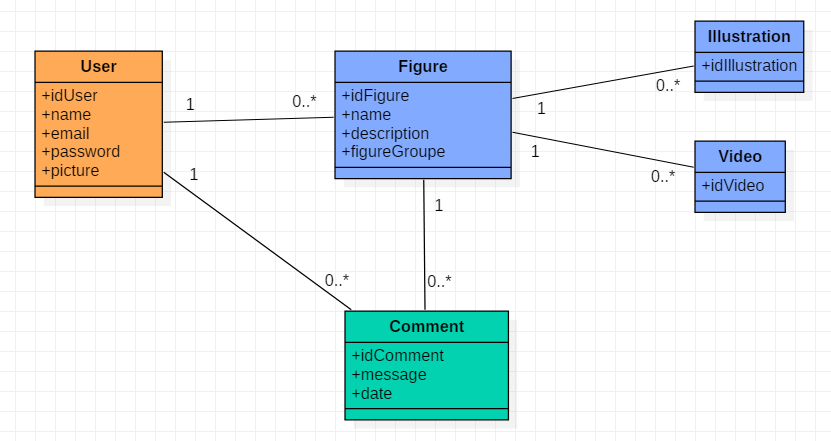 User
+idUser
+name
+email
+password
+picture
1
0..*
Figure
+idFigure
+name
+description
+figureGroupe
1
0..*
Illustration
+idIllustration
1
0..*
Video
+idVideo
1
0..*
1
0..*
Comment
+idComment
+message
+date